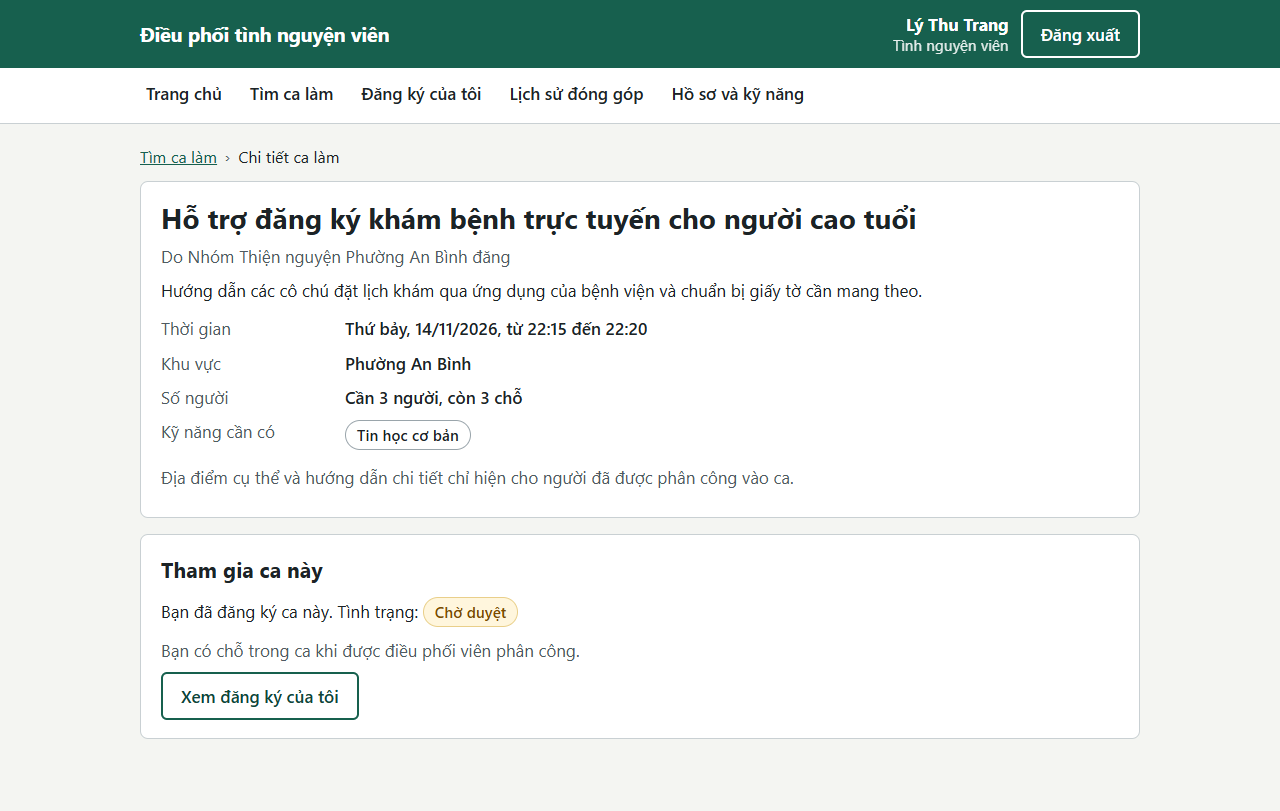 Điều phối tình nguyện viên
Lý Thu Trang
Tình nguyện viên
Đăng xuất
Trang chủ
Tìm ca làm
Đăng ký của tôi
Lịch sử đóng góp
Hồ sơ và kỹ năng
Tìm ca làm › Chi tiết ca làm
Hỗ trợ đăng ký khám bệnh trực tuyến cho người cao tuổi
Do Nhóm Thiện nguyện Phường An Bình đăng
Hướng dẫn các cô chú đặt lịch khám qua ứng dụng của bệnh viện và chuẩn bị giấy tờ cần mang theo.
Thời gian Thứ bảy, 14/11/2026, từ 22:15 đến 22:20
Khu vực Phường An Bình
Số người Cần 3 người, còn 3 chỗ
Kỹ năng cần có Tin học cơ bản
Địa điểm cụ thể và hướng dẫn chi tiết chỉ hiện cho người đã được phân công vào ca.
Tham gia ca này
Bạn đã đăng ký ca này. Tình trạng: Chờ duyệt
Bạn có chỗ trong ca khi được điều phối viên phân công.
Xem đăng ký của tôi